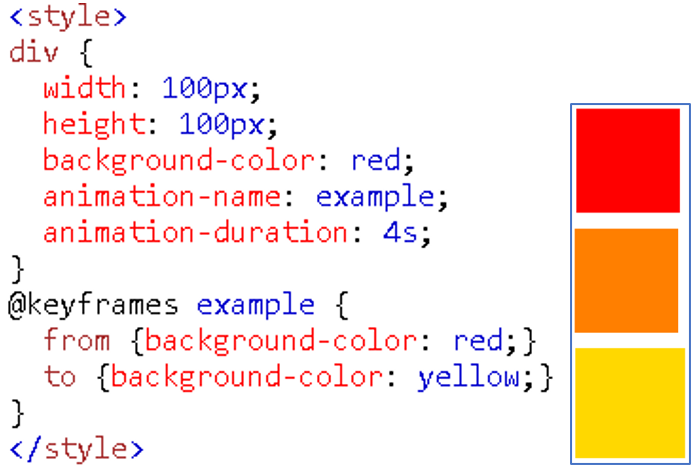 <style>
div {
  width: 100px;
  height: 100px;
  background-color: red;
  animation-name: example;
  animation-duration: 4s;
}
@keyframes example {
  from {background-color: red;}
  to {background-color: yellow;}
}
</style>